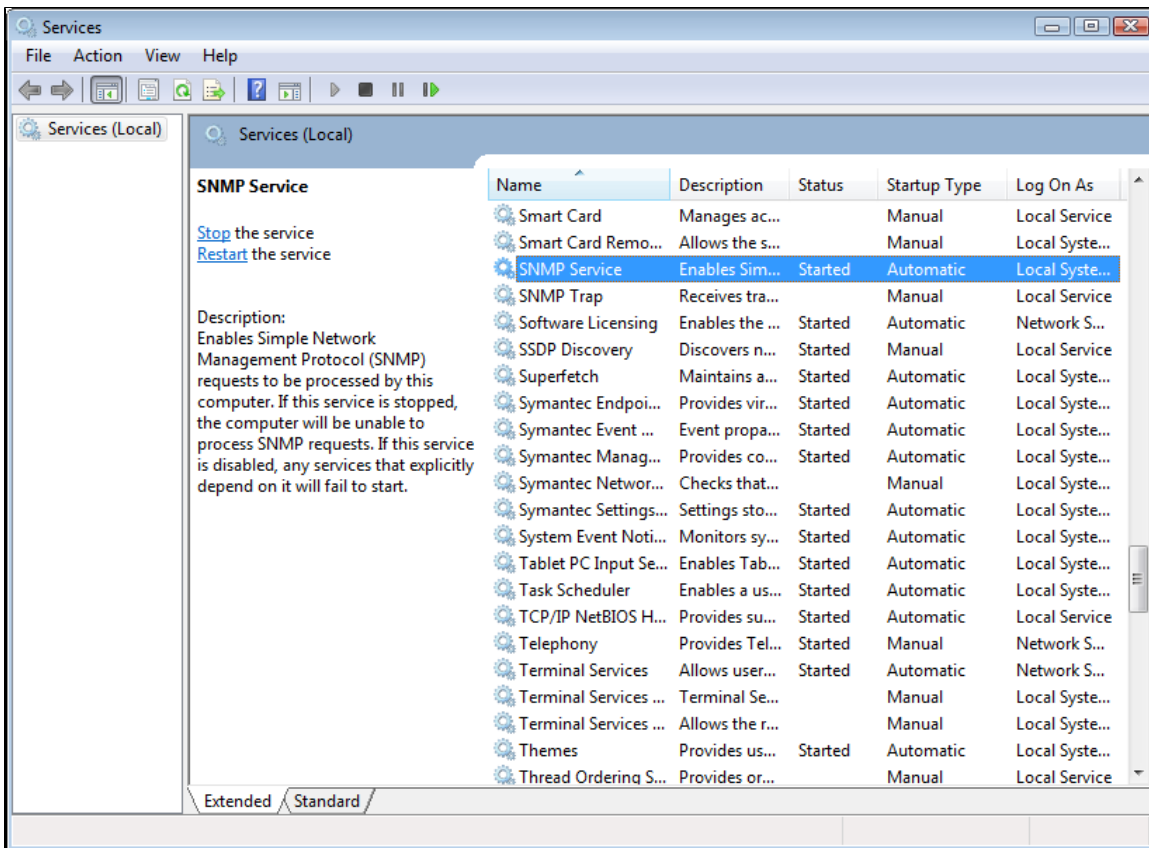 Services
File Action View Help
Services (Local)
Services (Local)
SNMP Service
Stop the service
Restart the service
Description:
Enables Simple Network
Management Protocol (SNMP)
requests to be processed by this
computer. If this service is stopped,
the computer will be unable to
process SNMP requests. If this service
is disabled, any services that explicitly
depend on it will fail to start.
Name Description Status Startup Type Log On As
Smart Card Manages ac... Manual Local Service
Smart Card Remo... Allows the s... Manual Local Syste...
SNMP Service Enables Sim... Started Automatic Local Syste...
SNMP Trap Receives tra... Manual Local Service
Software Licensing Enables the ... Started Automatic Network S...
SSDP Discovery Discovers n... Started Manual Local Service
Superfetch Maintains a... Started Automatic Local Syste...
Symantec Endpoi... Provides vir... Started Automatic Local Syste...
Symantec Event ... Event propa... Started Automatic Local Syste...
Symantec Manag... Provides co... Started Automatic Local Syste...
Symantec Networ... Checks that... Manual Local Syste...
Symantec Settings... Settings sto... Started Automatic Local Syste...
System Event Noti... Monitors sy... Started Automatic Local Syste...
Tablet PC Input Se... Enables Tab... Started Automatic Local Syste...
Task Scheduler Enables a us... Started Automatic Local Syste...
TCP/IP NetBIOS H... Provides su... Started Automatic Local Service
Telephony Provides Tel... Started Manual Network S...
Terminal Services Allows user... Started Automatic Network S...
Terminal Services ... Terminal Se... Manual Local Syste...
Terminal Services ... Allows the r... Manual Local Syste...
Themes Provides us... Started Automatic Local Syste...
Thread Ordering S... Provides or... Manual Local Service
Extended Standard